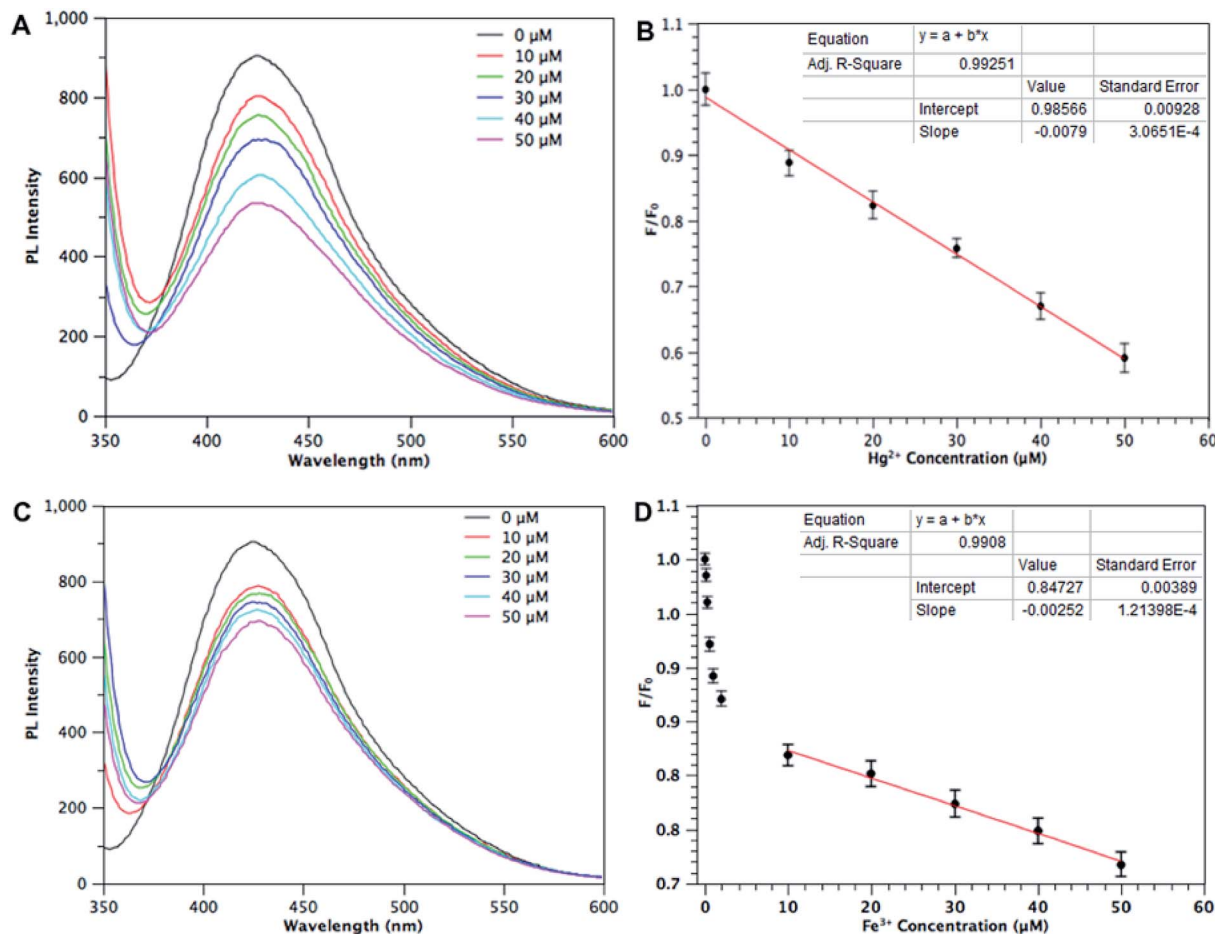 A
1,000
800
600
400
200
0
PL Intensity
0 µM
10 µM
20 µM
30 µM
40 µM
50 µM
350 400 450 500 550 600
Wavelength (nm)
B
1.1
1.0
0.9
0.8
0.7
0.6
0.5
F/F₀
Equation y = a + b*x
Adj. R-Square 0.99251
Value Standard Error
Intercept 0.98566 0.00928
Slope -0.0079 3.0651E-4
0 10 20 30 40 50 60
Hg²⁺ Concentration (µM)
C
1,000
800
600
400
200
0
PL Intensity
0 µM
10 µM
20 µM
30 µM
40 µM
50 µM
350 400 450 500 550 600
Wavelength (nm)
D
1.1
1.0
1.0
0.9
0.9
0.8
0.8
0.7
F/F₀
Equation y = a + b*x
Adj. R-Square 0.9908
Value Standard Error
Intercept 0.84727 0.00389
Slope -0.00252 1.21398E-4
0 10 20 30 40 50 60
Fe³⁺ Concentration (µM)